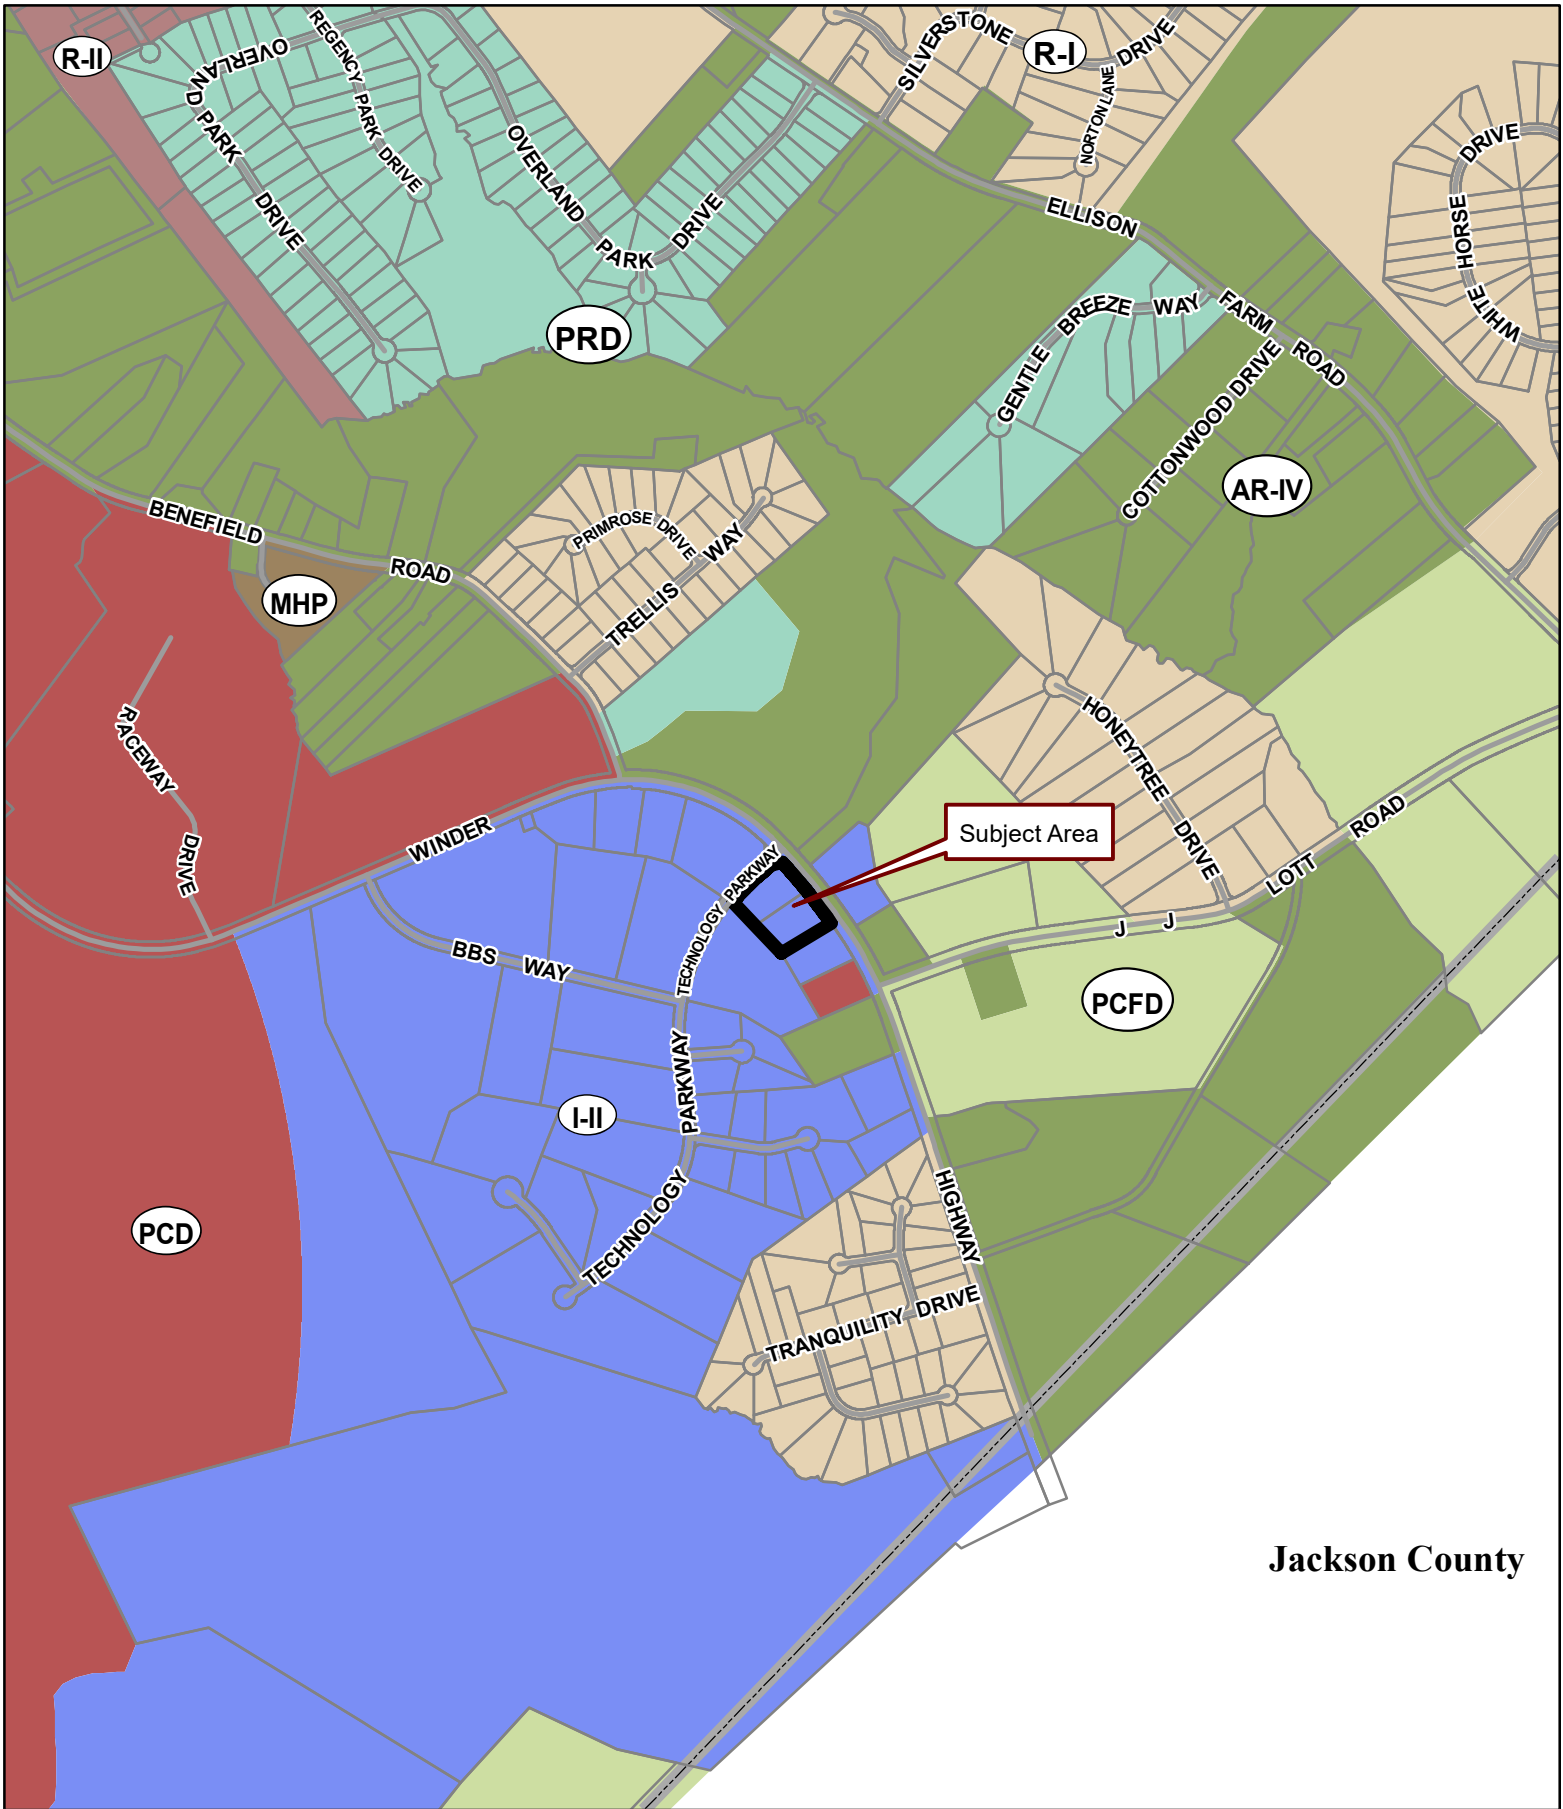 R-II
OVERLAND PARK DRIVE
REGENCY PARK DRIVE
OVERLAND PARK DRIVE
SILVERSTONE DRIVE
R-I
NORTON LANE
WHITE HORSE DRIVE
ELLISON FARM ROAD
PRD
GENTLE BREEZE WAY
COTTONWOOD DRIVE
AR-IV
BENEFIELD ROAD
MHP
PRIMROSE DRIVE
TRELLIS WAY
RACEWAY DRIVE
HONEYTREE DRIVE
WINDER HIGHWAY
Subject Area
J J LOTT ROAD
TECHNOLOGY PARKWAY
BBS WAY
PCFD
TECHNOLOGY PARKWAY
I-II
PCD
TRANQUILITY DRIVE
Jackson County